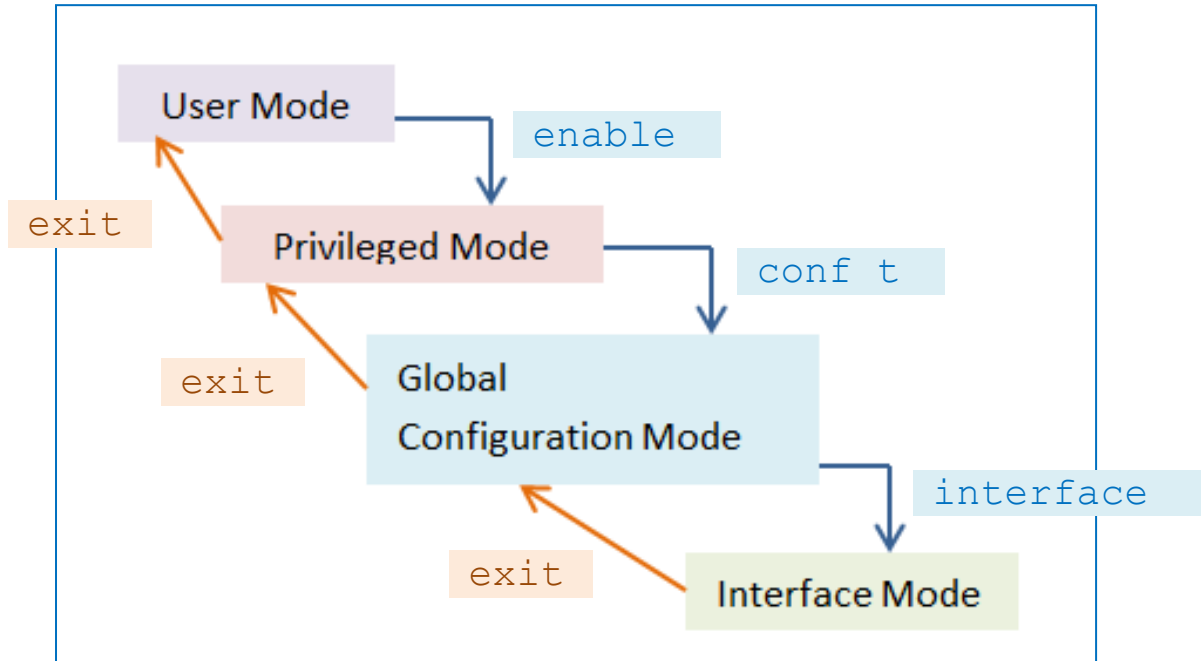 User Mode
enable
exit
Privileged Mode
conf t
exit
Global
Configuration Mode
interface
exit
Interface Mode